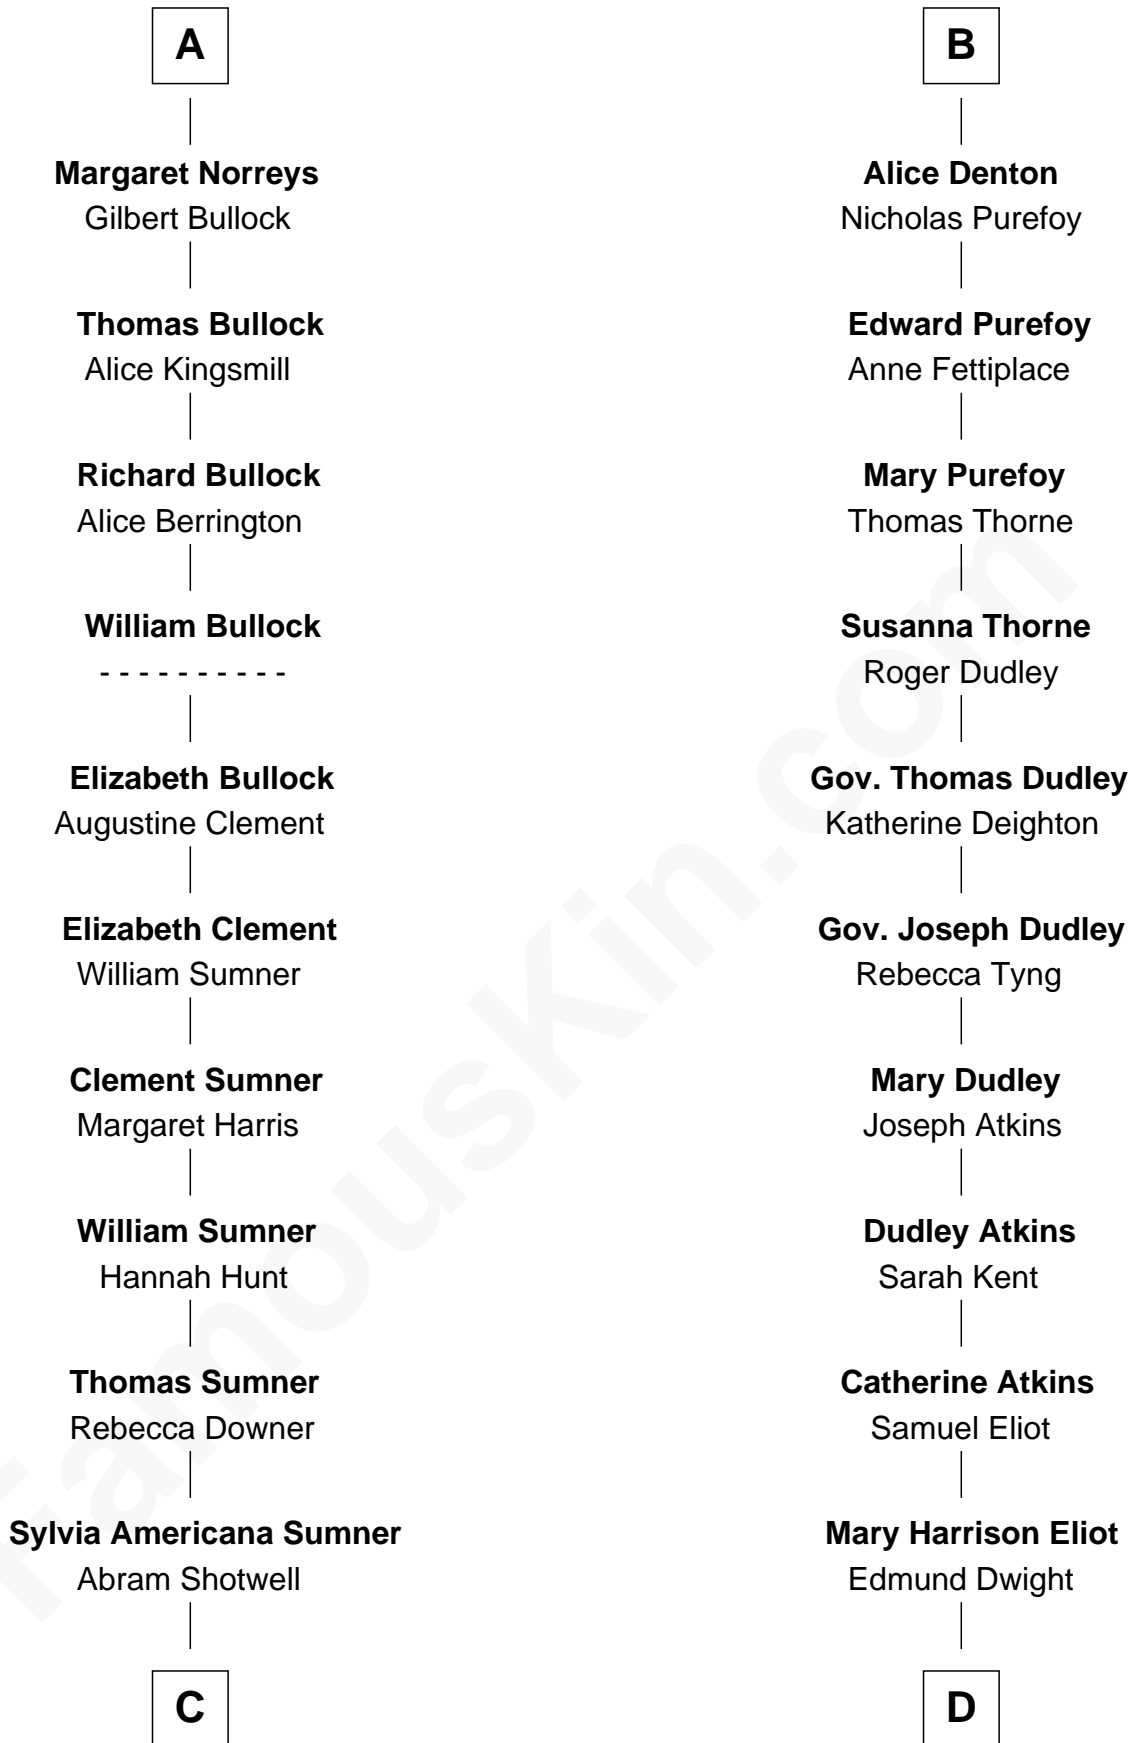 A
Margaret Norreys
Gilbert Bullock
Thomas Bullock
Alice Kingsmill
Richard Bullock
Alice Berrington
William Bullock
- - - - - - - - - -
Elizabeth Bullock
Augustine Clement
Elizabeth Clement
William Sumner
Clement Sumner
Margaret Harris
William Sumner
Hannah Hunt
Thomas Sumner
Rebecca Downer
Sylvia Americana Sumner
Abram Shotwell
C
B
Alice Denton
Nicholas Purefoy
Edward Purefoy
Anne Fettiplace
Mary Purefoy
Thomas Thorne
Susanna Thorne
Roger Dudley
Gov. Thomas Dudley
Katherine Deighton
Gov. Joseph Dudley
Rebecca Tyng
Mary Dudley
Joseph Atkins
Dudley Atkins
Sarah Kent
Catherine Atkins
Samuel Eliot
Mary Harrison Eliot
Edmund Dwight
D
FamousKin.com